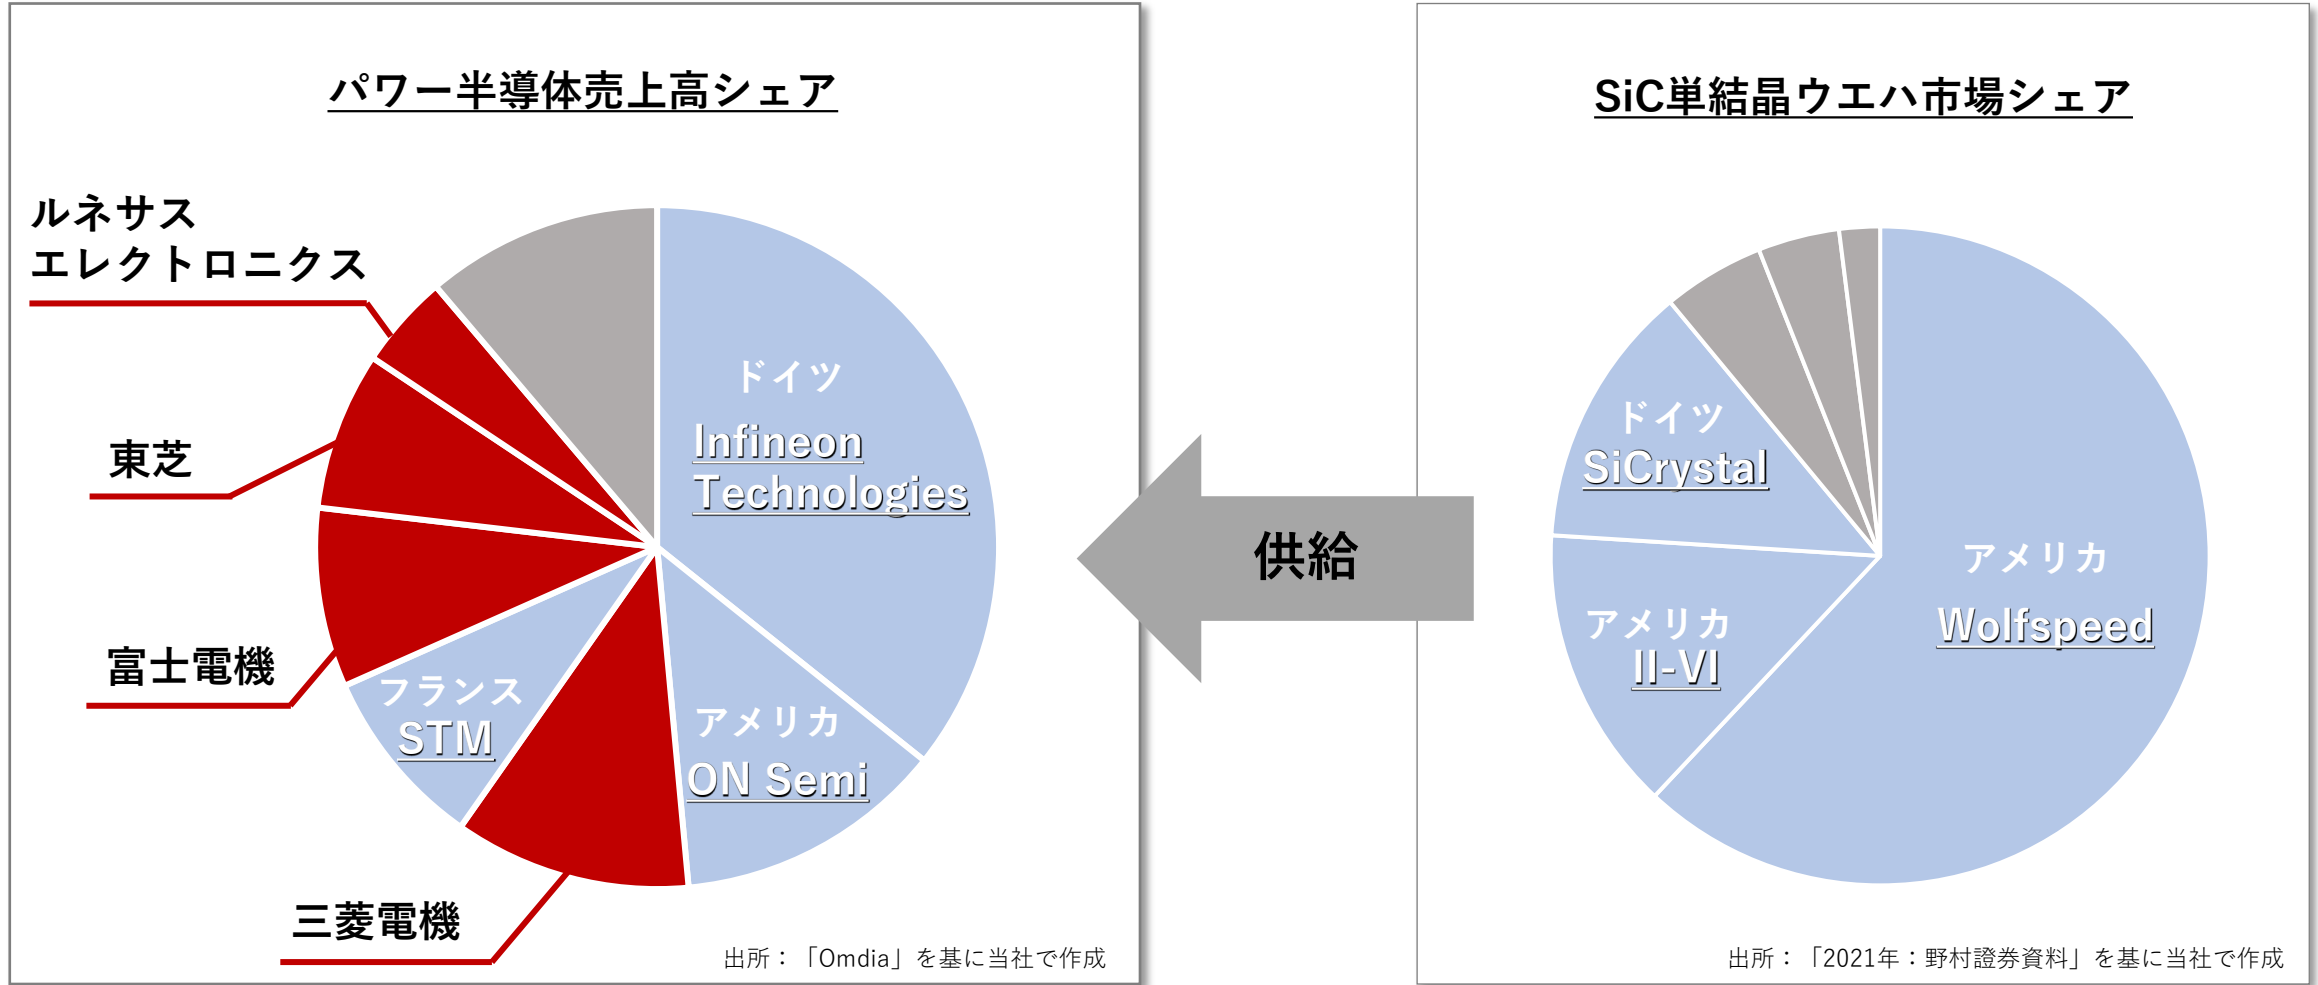 パワー半導体売上高シェア
ルネサス
エレクトロニクス
東芝
富士電機
三菱電機
ドイツ
Infineon
Technologies
アメリカ
ON Semi
フランス
STM
出所：「Omdia」を基に当社で作成
供給
SiC単結晶ウエハ市場シェア
ドイツ
SiCrystal
アメリカ
II-VI
アメリカ
Wolfspeed
出所：「2021年：野村證券資料」を基に当社で作成